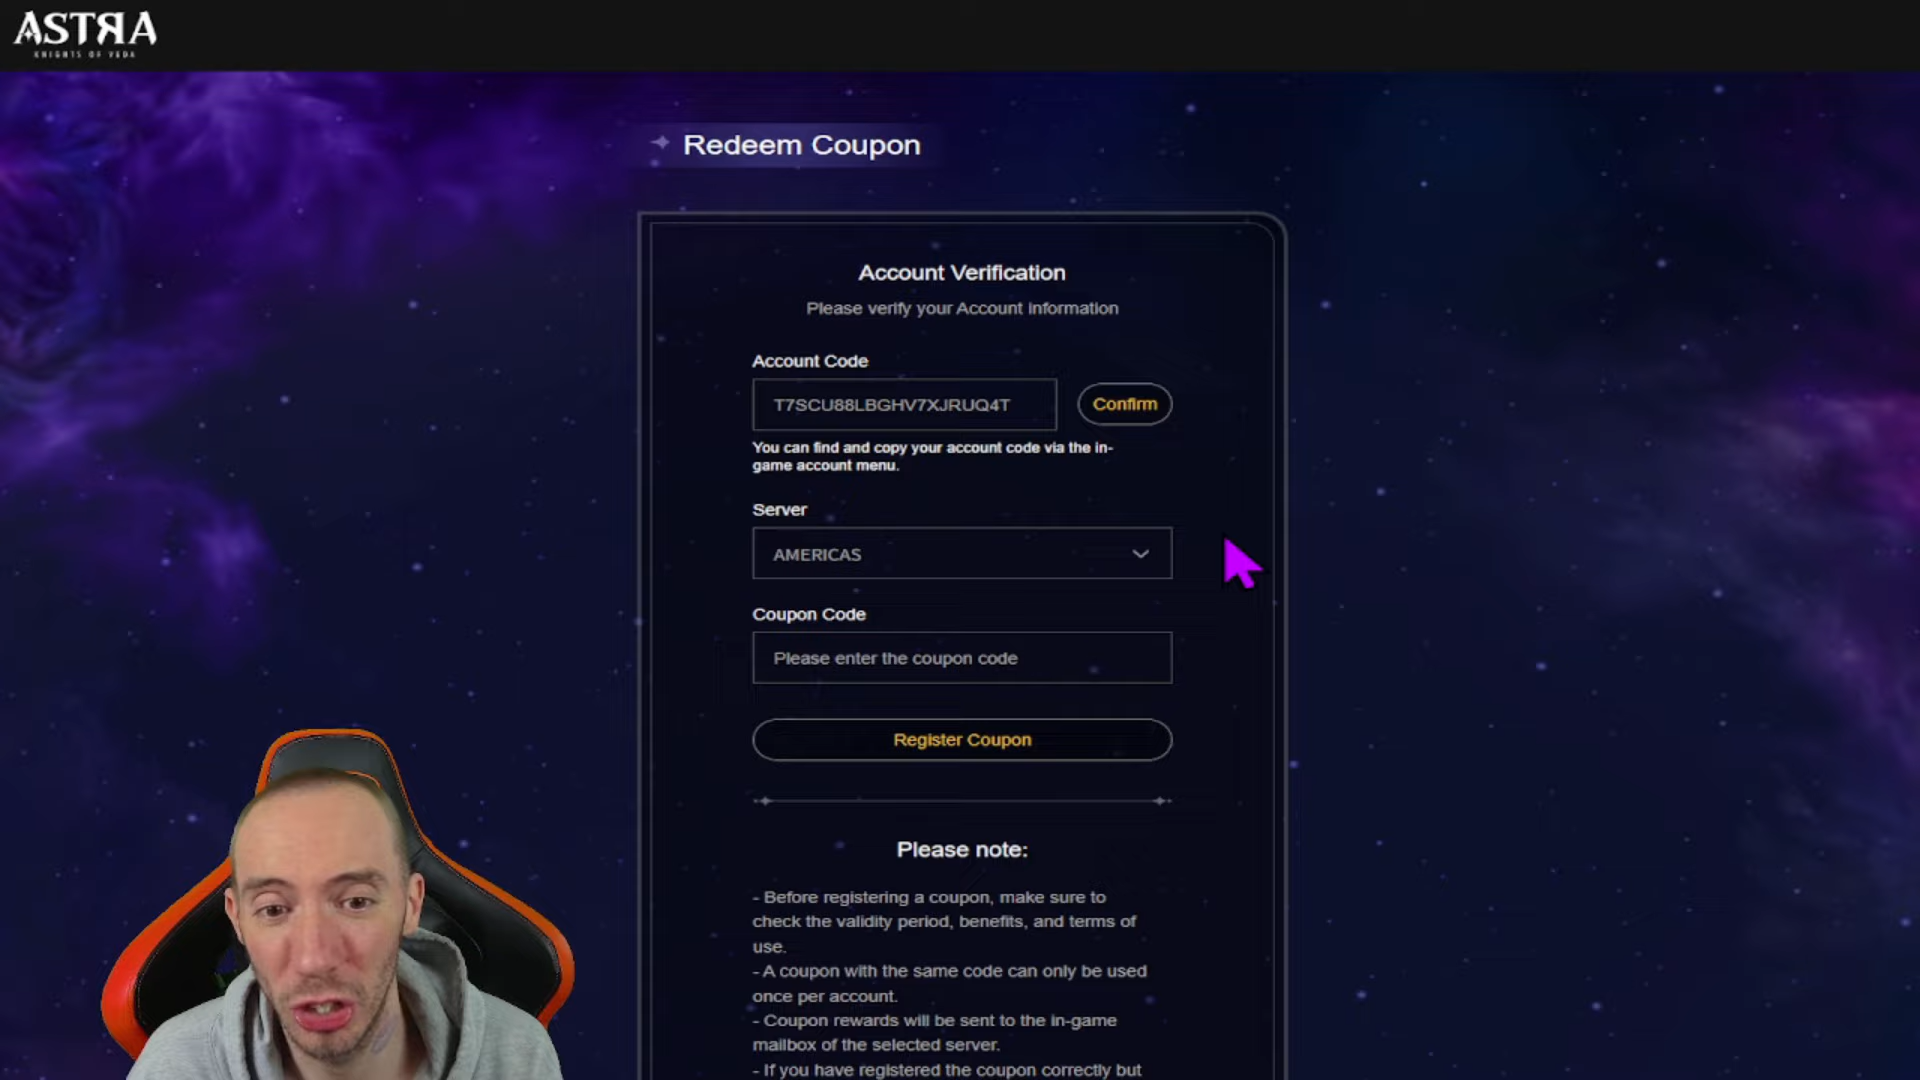 ASTRA
KNIGHTS OF VEDA
Redeem Coupon
Account Verification
Please verify your Account information
Account Code
T7SCU88LBGHV7XJRUQ4T
Confirm
You can find and copy your account code via the in-
game account menu.
Server
AMERICAS
Coupon Code
Please enter the coupon code
Register Coupon
Please note:
- Before registering a coupon, make sure to
check the validity period, benefits, and terms of
use.
- A coupon with the same code can only be used
once per account.
- Coupon rewards will be sent to the in-game
mailbox of the selected server.
- If you have registered the coupon correctly but